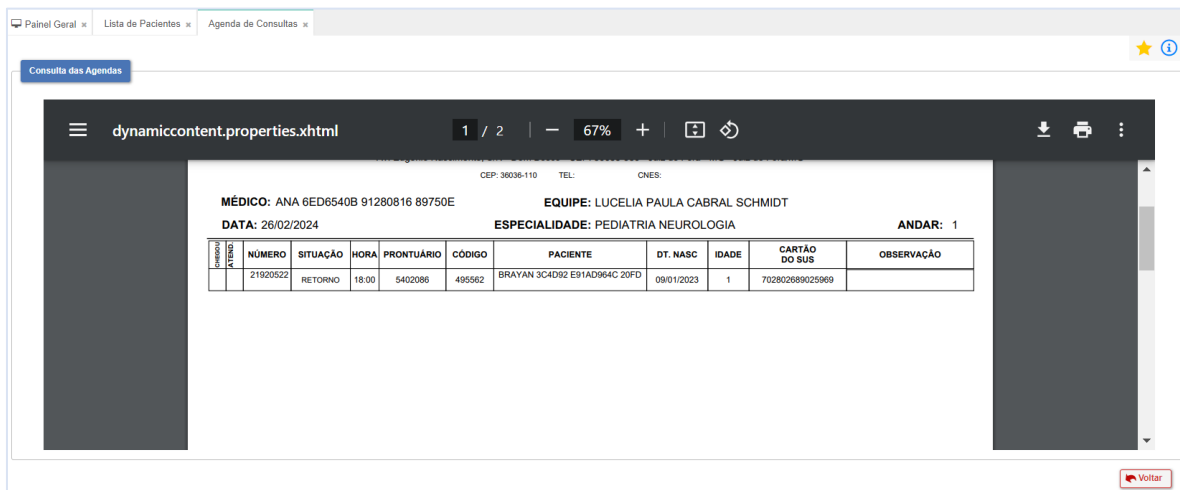 Painel Geral Lista de Pacientes Agenda de Consultas
Consulta das Agendas
dynamiccontent.properties.xhtml 1 / 2 67%
CEP: 36036-110 TEL: CNES:
MÉDICO: ANA 6ED6540B 91280816 89750E EQUIPE: LUCELIA PAULA CABRAL SCHMIDT
DATA: 26/02/2024 ESPECIALIDADE: PEDIATRIA NEUROLOGIA ANDAR: 1
CHEGOU ATEND. NÚMERO SITUAÇÃO HORA PRONTUÁRIO CÓDIGO PACIENTE DT. NASC IDADE CARTÃO DO SUS OBSERVAÇÃO
21920522 RETORNO 18:00 5402086 495562 BRAYAN 3C4D92 E91AD964C 20FD 09/01/2023 1 702802689025969
Voltar